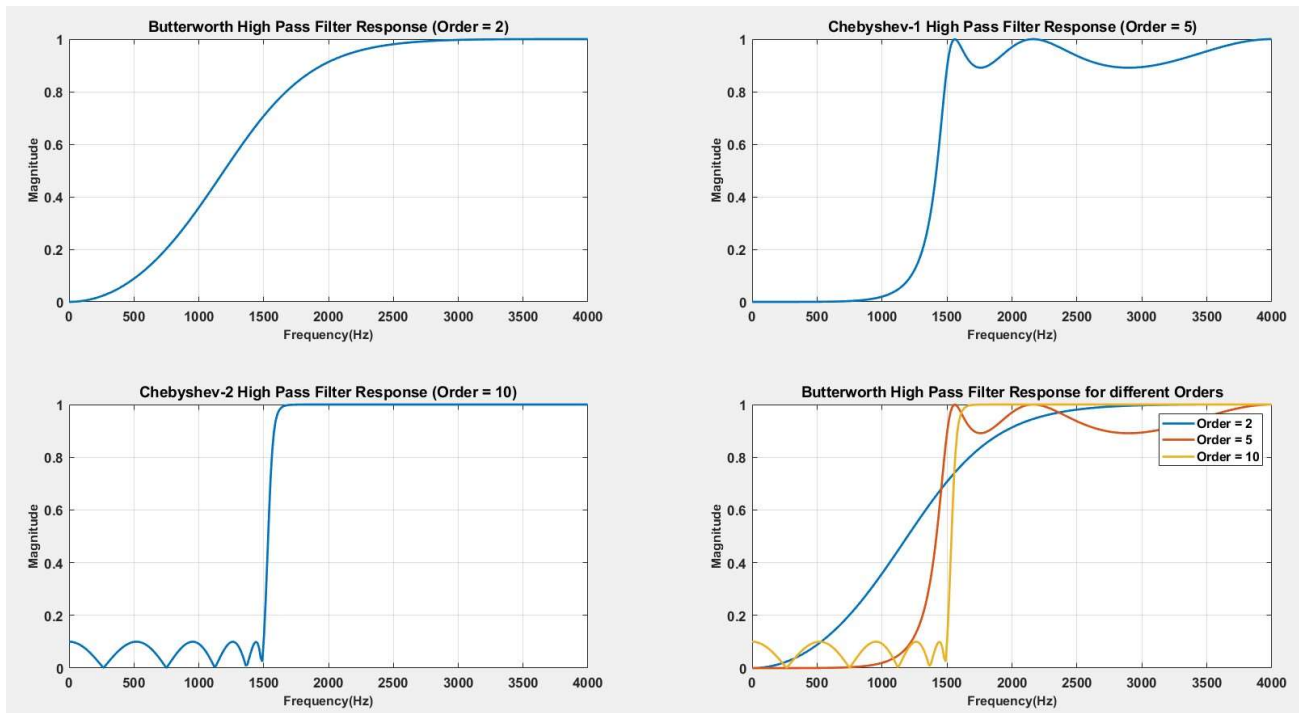 Butterworth High Pass Filter Response (Order = 2)
1
0.8
0.6
0.4
0.2
0
Magnitude
0 500 1000 1500 2000 2500 3000 3500 4000
Frequency(Hz)
Chebyshev-1 High Pass Filter Response (Order = 5)
1
0.8
0.6
0.4
0.2
0
Magnitude
0 500 1000 1500 2000 2500 3000 3500 4000
Frequency(Hz)
Chebyshev-2 High Pass Filter Response (Order = 10)
1
0.8
0.6
0.4
0.2
0
Magnitude
0 500 1000 1500 2000 2500 3000 3500 4000
Frequency(Hz)
Butterworth High Pass Filter Response for different Orders
1
0.8
0.6
0.4
0.2
0
Magnitude
Order = 2
Order = 5
Order = 10
0 500 1000 1500 2000 2500 3000 3500 4000
Frequency(Hz)